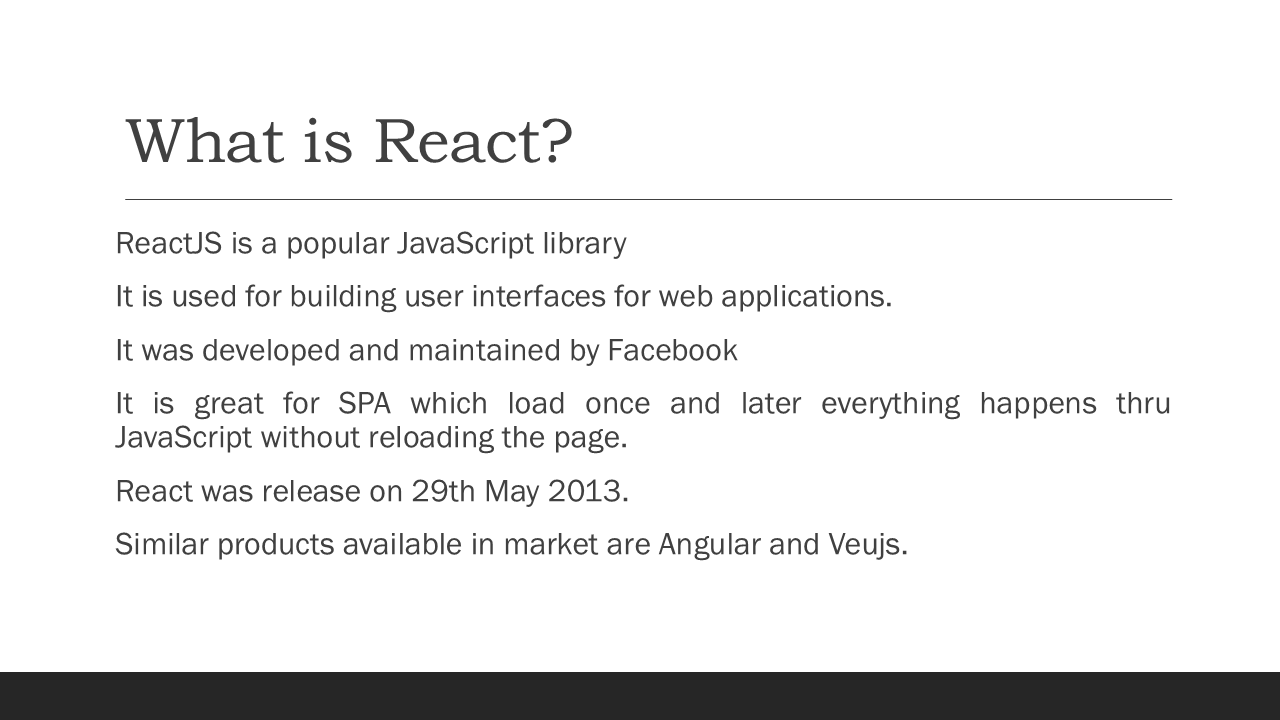 What is React?
ReactJS is a popular JavaScript library
It is used for building user interfaces for web applications.
It was developed and maintained by Facebook
It is great for SPA which load once and later everything happens thru
JavaScript without reloading the page.
React was release on 29th May 2013.
Similar products available in market are Angular and Veujs.